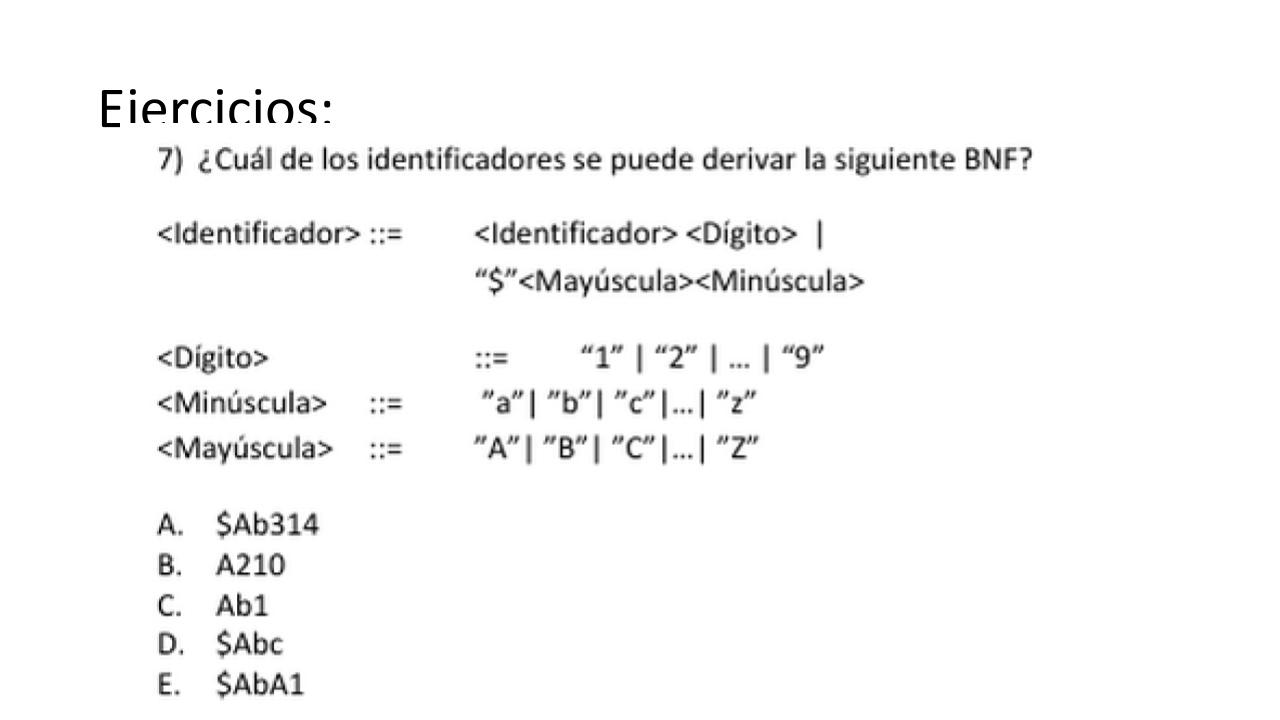 Ejercicios:
7) ¿Cuál de los identificadores se puede derivar la siguiente BNF?
<Identificador> ::= <Identificador> <Dígito> |
“$”<Mayúscula><Minúscula>
<Dígito> ::= “1” | “2” | ... | “9”
<Minúscula> ::= ”a”| ”b”| ”c”|...| ”z”
<Mayúscula> ::= ”A”| ”B”| ”C”|...| ”Z”
A. $Ab314
B. A210
C. Ab1
D. $Abc
E. $AbA1